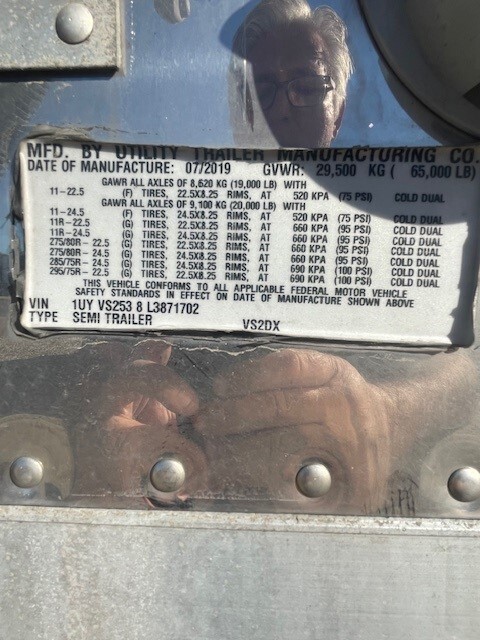 MFD. BY UTILITY TRAILER MANUFACTURING CO.
DATE OF MANUFACTURE: 07/2019 GVWR: 29,500 KG ( 65,000 LB)
GAWR ALL AXLES OF 8,620 KG (19,000 LB) WITH
11-22.5 (F) TIRES, 22.5X8.25 RIMS, AT 520 KPA (75 PSI) COLD DUAL
GAWR ALL AXLES OF 9,100 KG (20,000 LB) WITH
11-24.5 (F) TIRES, 24.5X8.25 RIMS, AT 520 KPA (75 PSI) COLD DUAL
11R-22.5 (G) TIRES, 22.5X8.25 RIMS, AT 660 KPA (95 PSI) COLD DUAL
11R-24.5 (G) TIRES, 24.5X8.25 RIMS, AT 660 KPA (95 PSI) COLD DUAL
275/80R-22.5 (G) TIRES, 22.5X8.25 RIMS, AT 660 KPA (95 PSI) COLD DUAL
275/80R-24.5 (G) TIRES, 24.5X8.25 RIMS, AT 660 KPA (95 PSI) COLD DUAL
285/75R-24.5 (G) TIRES, 24.5X8.25 RIMS, AT 690 KPA (100 PSI) COLD DUAL
295/75R-22.5 (G) TIRES, 22.5X8.25 RIMS, AT 690 KPA (100 PSI) COLD DUAL
THIS VEHICLE CONFORMS TO ALL APPLICABLE FEDERAL MOTOR VEHICLE
SAFETY STANDARDS IN EFFECT ON DATE OF MANUFACTURE SHOWN ABOVE
VIN 1UY VS253 8 L3871702
TYPE SEMI TRAILER VS2DX